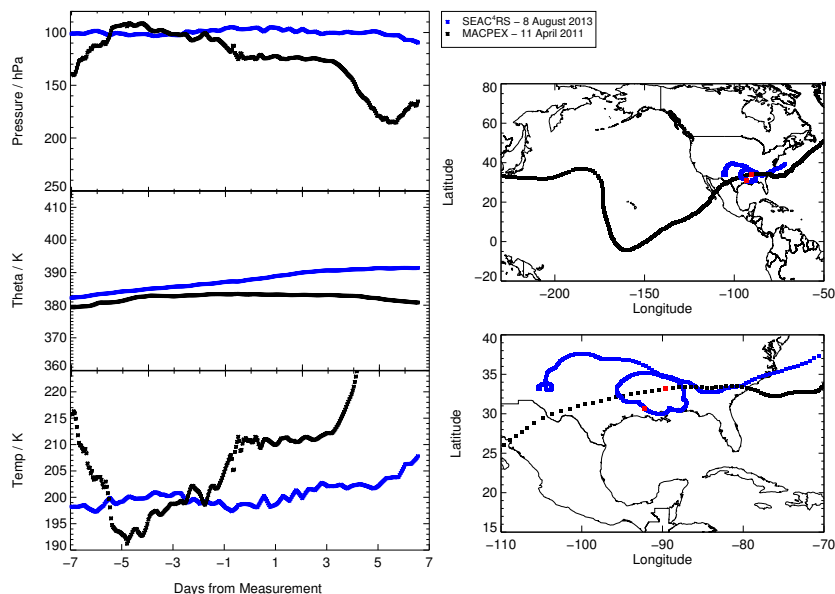 SEAC⁴RS − 8 August 2013
MACPEX − 11 April 2011
Pressure / hPa
100
150
200
250
Theta / K
410
400
390
380
370
360
Temp / K
220
215
210
205
200
195
190
−7 −5 −3 −1 1 3 5 7
Days from Measurement
Latitude
80
60
40
20
0
−20
−200 −150 −100 −50
Longitude
Latitude
40
35
30
25
20
15
−110 −100 −90 −80 −70
Longitude